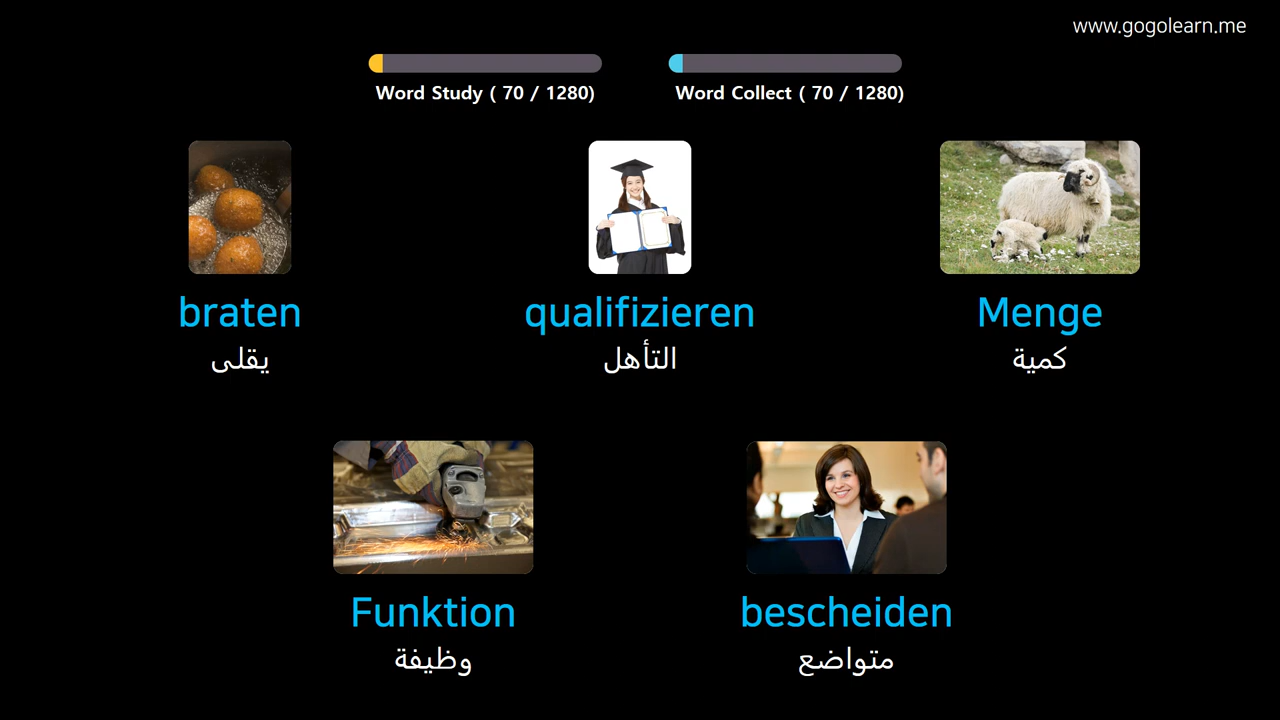 www.gogolearn.me
Word Study ( 70 / 1280)
Word Collect ( 70 / 1280)
braten
يقلى
qualifizieren
التأهل
Menge
كمية
Funktion
وظيفة
bescheiden
متواضع